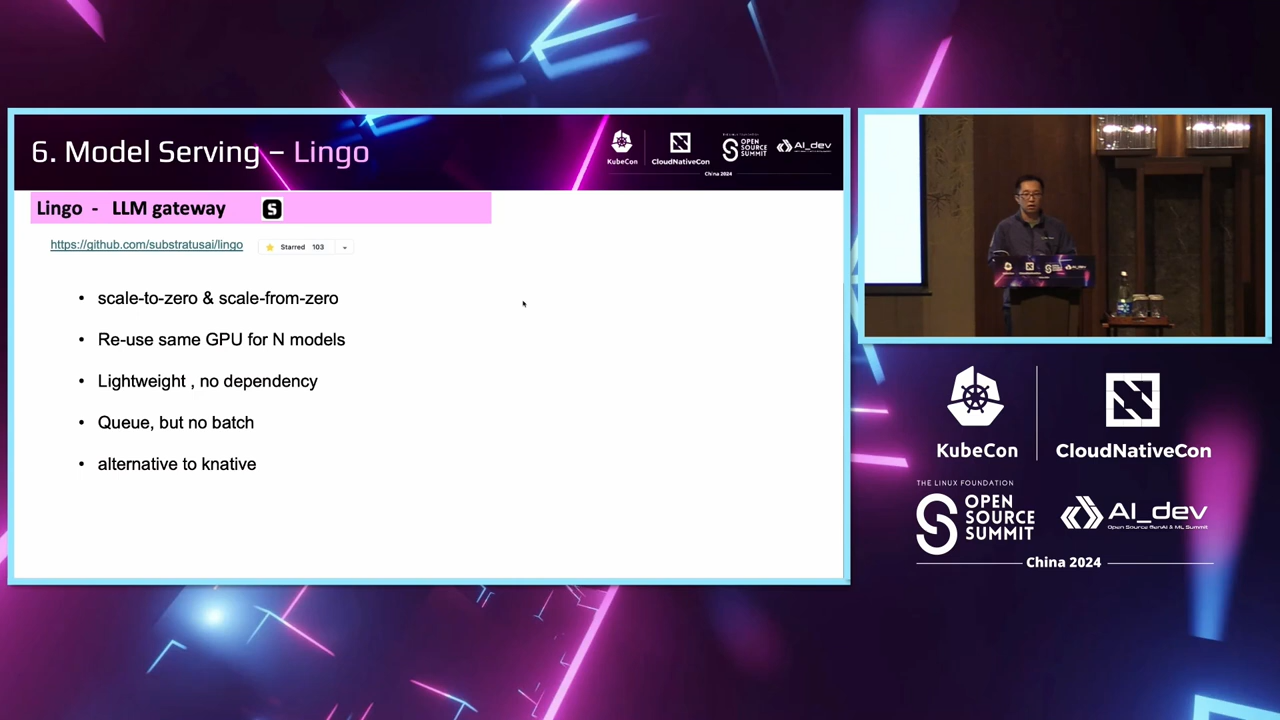 6. Model Serving – Lingo
KubeCon
CloudNativeCon
OPEN SOURCE SUMMIT
AI_dev
China 2024
Lingo - LLM gateway
https://github.com/substratusai/lingo
Starred 103
• scale-to-zero & scale-from-zero
• Re-use same GPU for N models
• Lightweight , no dependency
• Queue, but no batch
• alternative to knative
KubeCon
CloudNativeCon
THE LINUX FOUNDATION
OPEN
SOURCE
SUMMIT
AI_dev
Open Source GenAI & ML Summit
China 2024